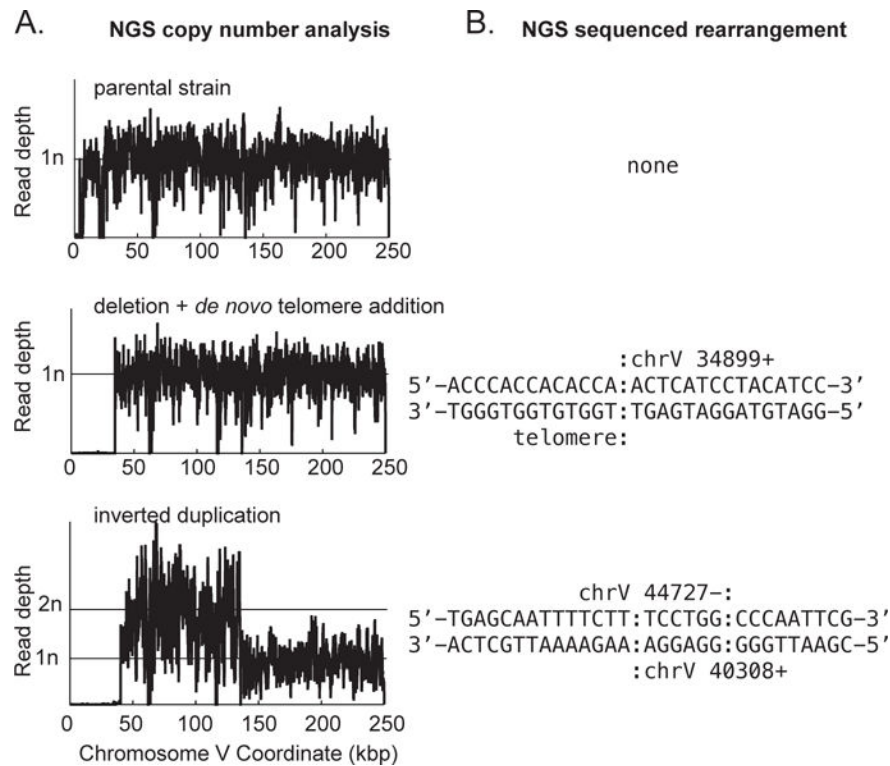 A. NGS copy number analysis
B. NGS sequenced rearrangement
parental strain
Read depth
1n
0 50 100 150 200 250
none
deletion + de novo telomere addition
Read depth
1n
0 50 100 150 200 250
:chrV 34899+
5’–ACCCACCACACCA:ACTCATCCTACATCC–3’
3’–TGGGTGGTGTGGT:TGAGTAGGATGTAGG–5’
telomere:
inverted duplication
Read depth
2n
1n
0 50 100 150 200 250
Chromosome V Coordinate (kbp)
chrV 44727–:
5’–TGAGCAATTTTCTT:TCCTGG:CCCAATTCG–3’
3’–ACTCGTTAAAAGAA:AGGAGG:GGGTTAAGC–5’
:chrV 40308+